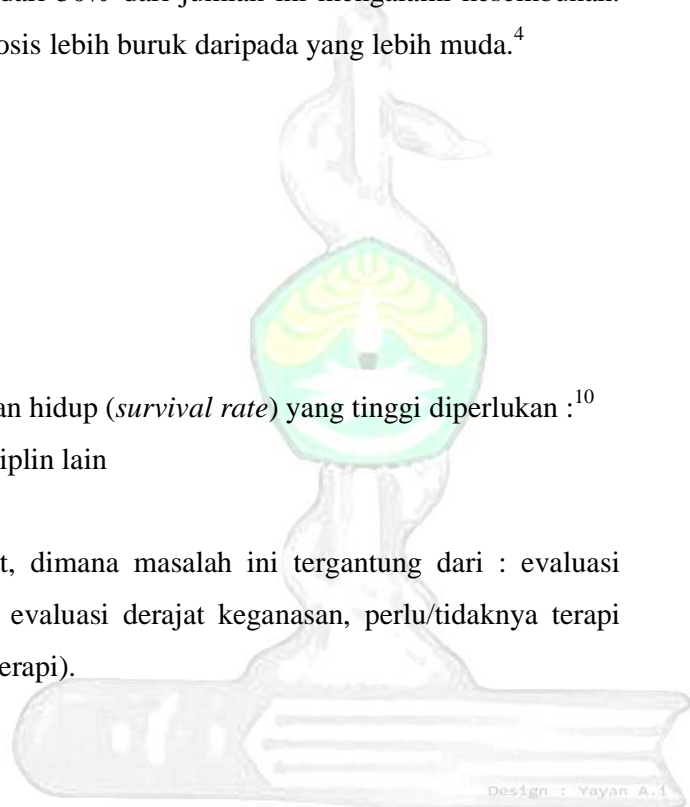 dari 50% dari jumlah ini mengalami kesembuhan.
osis lebih buruk daripada yang lebih muda.4
an hidup (survival rate) yang tinggi diperlukan :10
iplin lain
t, dimana masalah ini tergantung dari : evaluasi
evaluasi derajat keganasan, perlu/tidaknya terapi
erapi).
Design : Yayan A.i